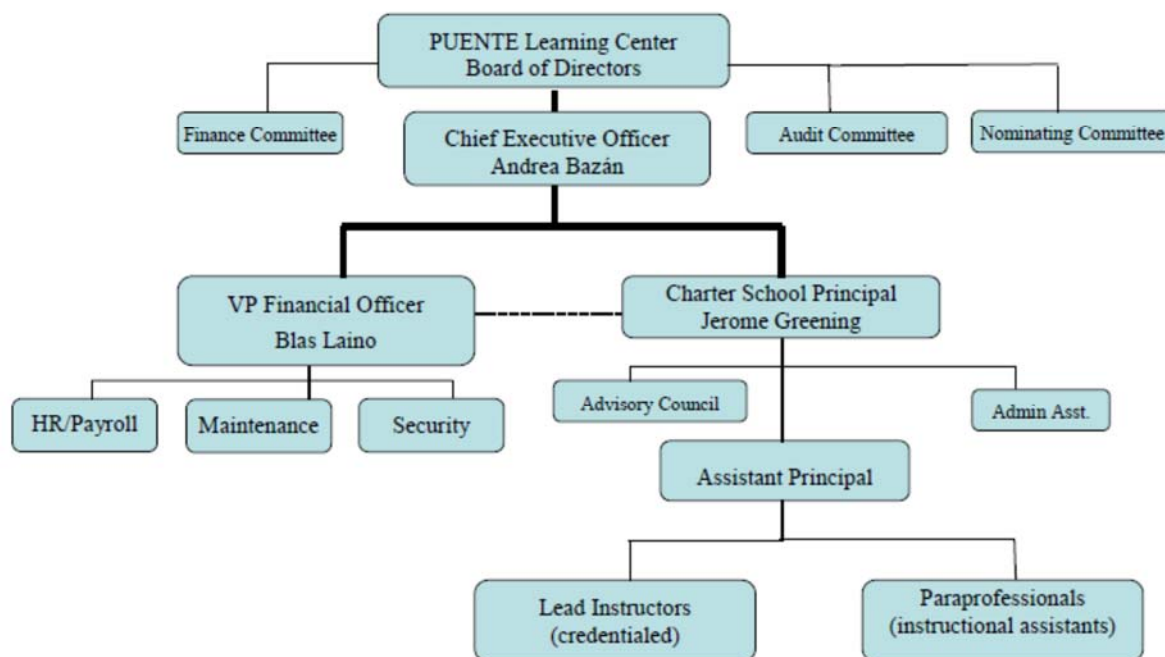 PUENTE Learning Center
Board of Directors
Finance Committee
Chief Executive Officer
Andrea Bazán
Audit Committee
Nominating Committee
VP Financial Officer
Blas Laino
Charter School Principal
Jerome Greening
HR/Payroll
Maintenance
Security
Advisory Council
Admin Asst.
Assistant Principal
Lead Instructors
(credentialed)
Paraprofessionals
(instructional assistants)